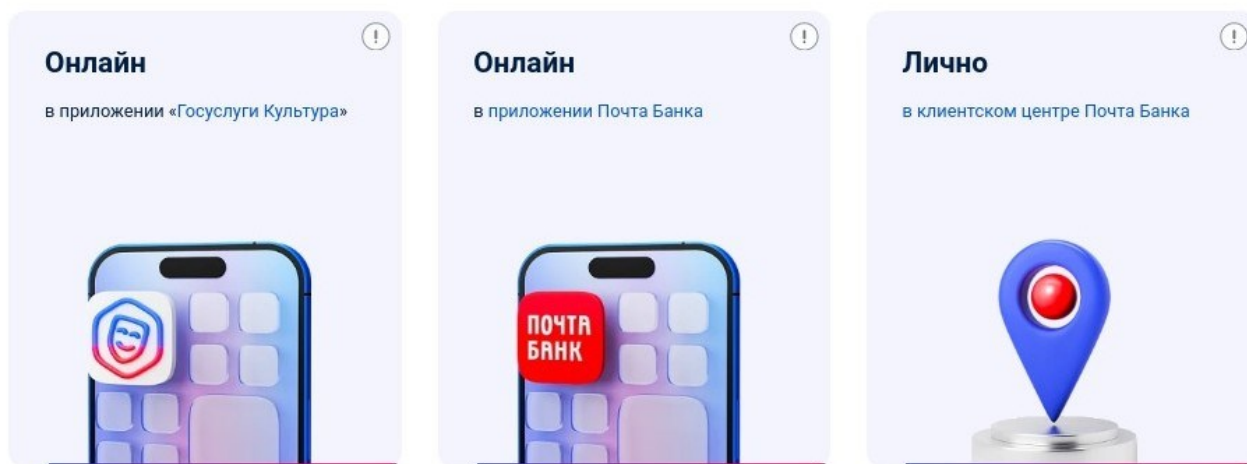 Онлайн
в приложении «Госуслуги Культура»
Онлайн
в приложении Почта Банка
ПОЧТА
БАНК
Лично
в клиентском центре Почта Банка